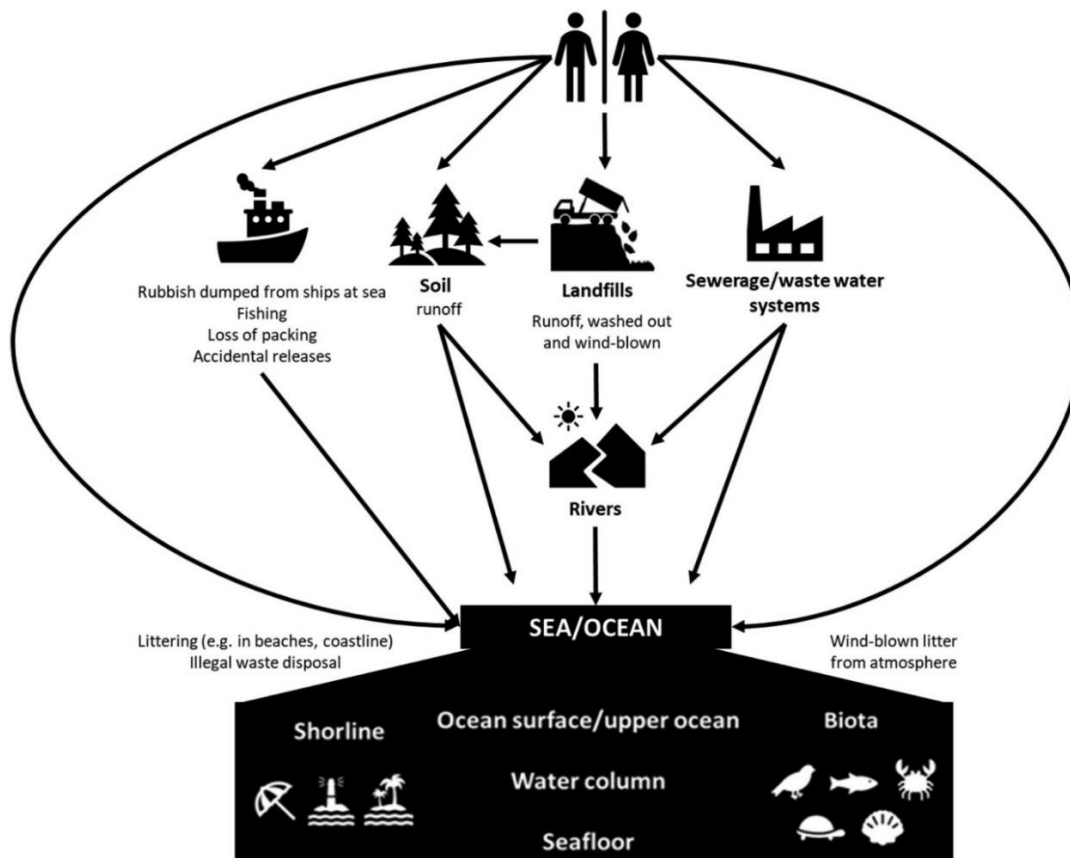 Rubbish dumped from ships at sea
Fishing
Loss of packing
Accidental releases
Soil
runoff
Landfills
Runoff, washed out
and wind-blown
Sewerage/waste water
systems
Rivers
Littering (e.g. in beaches, coastline)
Illegal waste disposal
SEA/OCEAN
Wind-blown litter
from atmosphere
Shorline
Ocean surface/upper ocean
Biota
Water column
Seafloor